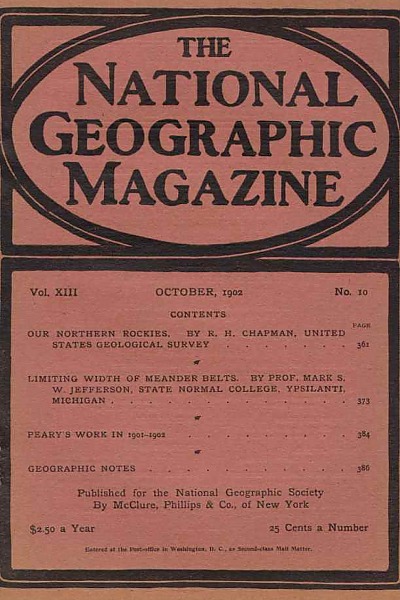 THE
NATIONAL
GEOGRAPHIC
MAGAZINE
Vol. XIII OCTOBER, 1902 No. 10
CONTENTS
PAGE
OUR NORTHERN ROCKIES. BY R. H. CHAPMAN, UNITED
STATES GEOLOGICAL SURVEY . . . . . . . 361
LIMITING WIDTH OF MEANDER BELTS. BY PROF. MARK S.
W. JEFFERSON, STATE NORMAL COLLEGE, YPSILANTI,
MICHIGAN . . . . . . . . . . . . . 373
PEARY'S WORK IN 1901-1902 . . . . . . . . 384
GEOGRAPHIC NOTES . . . . . . . . . . 386
Published for the National Geographic Society
By McClure, Phillips & Co., of New York
$2.50 a Year 25 Cents a Number
Entered at the Post-office in Washington, D. C., as Second-class Mail Matter.